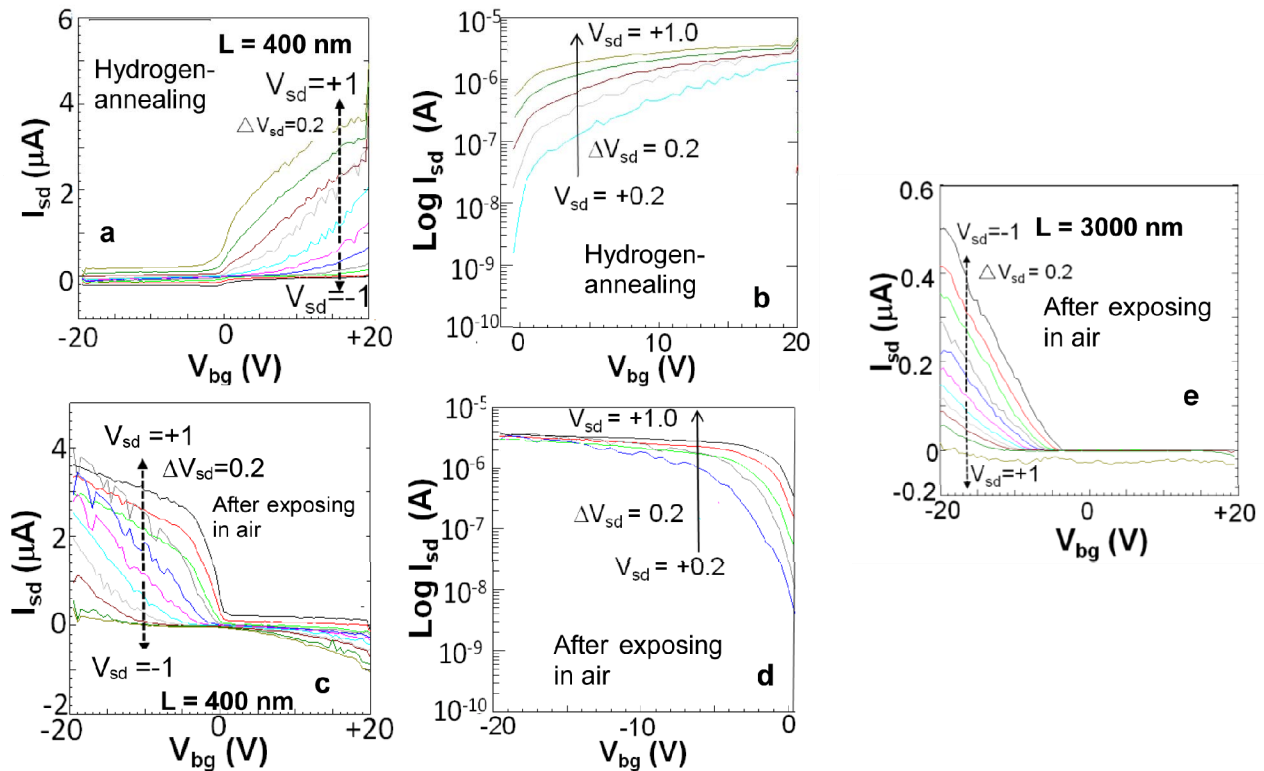 6
L = 400 nm
Hydrogen-
annealing
Vsd=+1
△Vsd=0.2
4
2
0
a
Vsd=-1
Isd (μA)
-20
0
+20
Vbg (V)
10-5
10-6
10-7
10-8
10-9
10-10
Log Isd (A)
Vsd = +1.0
ΔVsd = 0.2
Vsd = +0.2
Hydrogen-
annealing
b
0
10
20
Vbg (V)
4
2
0
-2
Isd (μA)
Vsd =+1
ΔVsd=0.2
After exposing
in air
Vsd =-1
L = 400 nm
c
-20
-10
0
10
20
Vbg (V)
10-5
10-6
10-7
10-8
10-9
10-10
Log Isd (A)
Vsd = +1.0
ΔVsd = 0.2
Vsd = +0.2
After exposing
in air
d
-20
-10
0
Vbg (V)
0.6
0.4
0.2
0
-0.2
Isd (μA)
Vsd=-1
L = 3000 nm
ΔVsd= 0.2
After exposing
in air
e
Vsd=+1
-20
0
+20
Vbg (V)